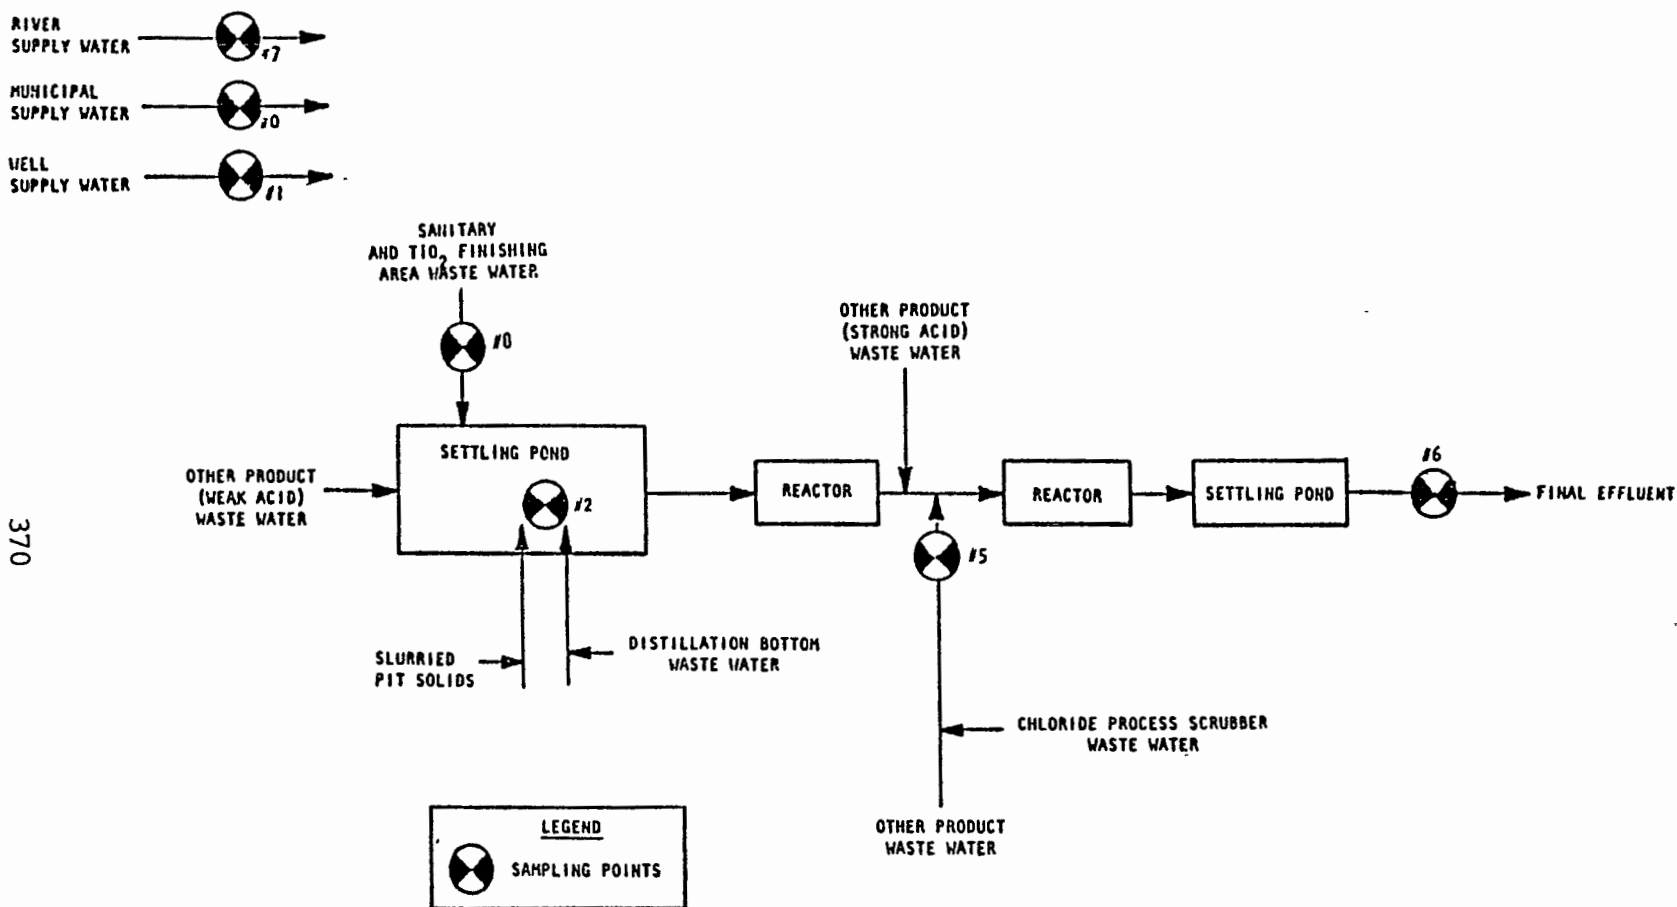 RIVER
SUPPLY WATER
#7
MUNICIPAL
SUPPLY WATER
#0
WELL
SUPPLY WATER
#1
SANITARY
AND TIO2 FINISHING
AREA WASTE WATER
#0
OTHER PRODUCT
(STRONG ACID)
WASTE WATER
OTHER PRODUCT
(WEAK ACID)
WASTE WATER
SETTLING POND
#2
REACTOR
REACTOR
SETTLING POND
#6
FINAL EFFLUENT
#5
SLURRIED
PIT SOLIDS
DISTILLATION BOTTOM
WASTE WATER
CHLORIDE PROCESS SCRUBBER
WASTE WATER
OTHER PRODUCT
WASTE WATER
LEGEND
SAMPLING POINTS
370